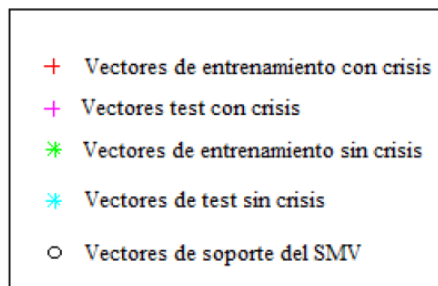 Vectores de entrenamiento con crisis
Vectores test con crisis
Vectores de entrenamiento sin crisis
Vectores de test sin crisis
Vectores de soporte del SMV